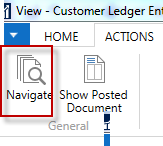 View - Customer Ledger Ent
HOME
ACTIONS
Navigate
Show Posted
Document
General